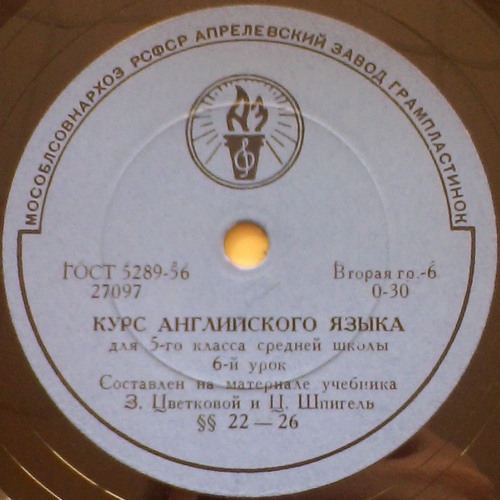 МОСОБЛСОВНАРХОЗ РСФСР АПРЕЛЕВСКИЙ ЗАВОД ГРАМПЛАСТИНОК
АЗ
ГОСТ 5289-56
27097
Вторая гр.-6
0-30
КУРС АНГЛИЙСКОГО ЯЗЫКА
для 5-го класса средней школы
6-й урок
Составлен на материале учебника
З. Цветковой и Ц. Шпигель
§§ 22 — 26